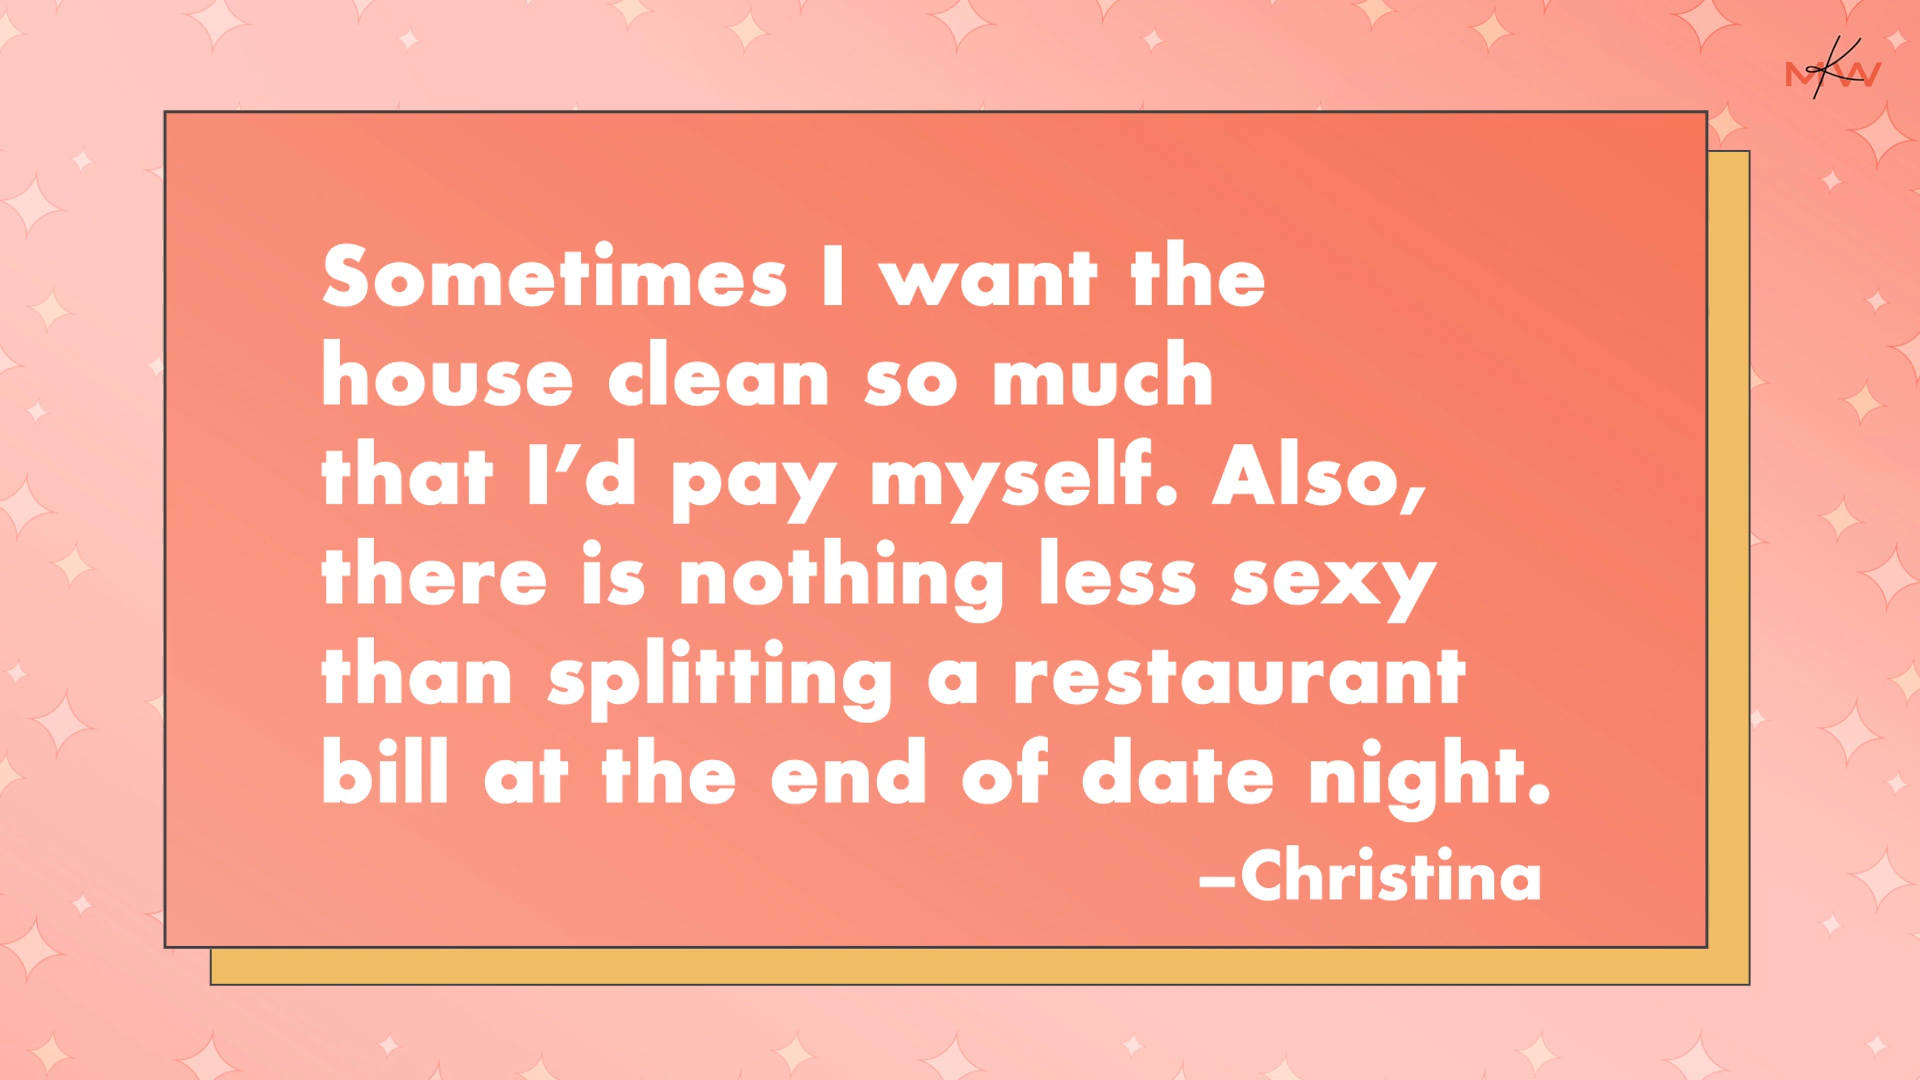 MKW
Sometimes I want the
house clean so much
that I’d pay myself. Also,
there is nothing less sexy
than splitting a restaurant
bill at the end of date night.
–Christina